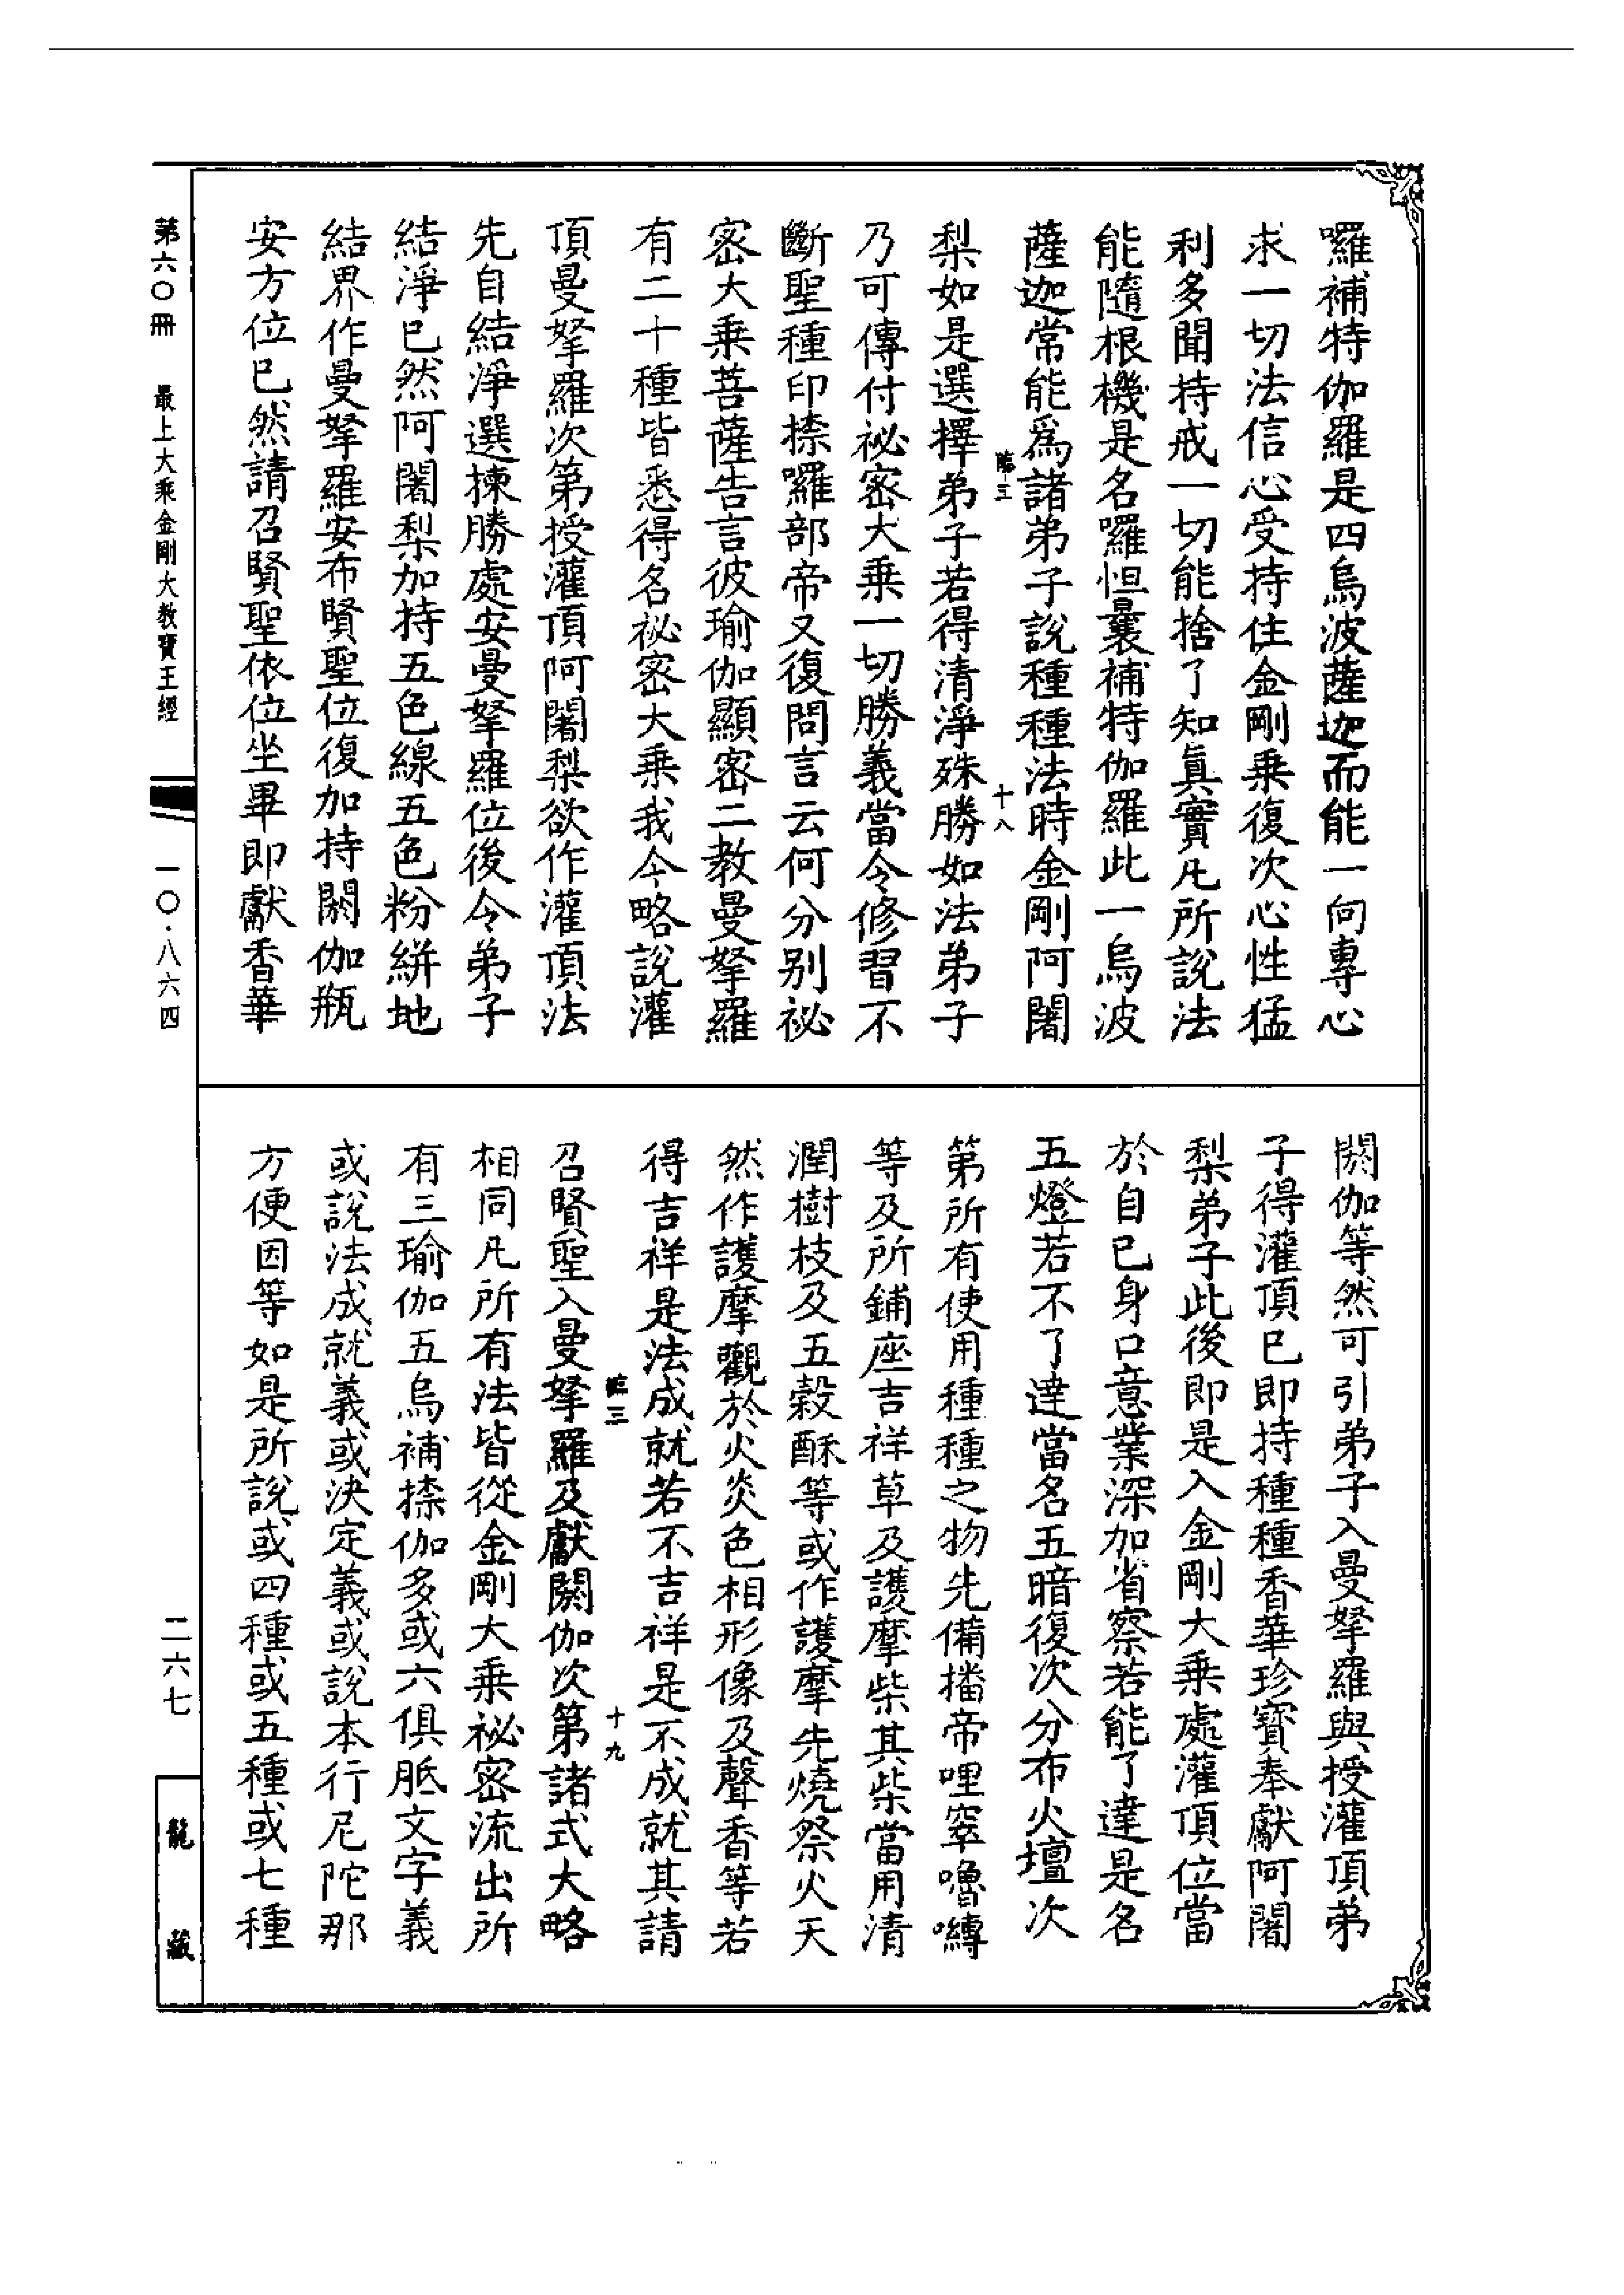 囉補特伽羅是四烏波薩迦而能一向專心
求一切法信心受持住金剛乗復次心性猛
利多聞持戒一切能捨了知眞實凡所說法
能隨根機是名囉怛曩補特伽羅此一烏波
薩迦常能爲諸弟子說種種法時金剛阿闍
十八
梨如是選擇弟子若得清淨殊勝如法弟子
乃可傳付祕密大乗一切勝義當令修習不
斷聖種印捺囉部帝又復問言云何分别祕
密大乗菩薩告言彼瑜伽顯密二教曼拏羅
有二十種皆悉得名祕密大乗我今略說灌
頂曼拏羅次第授灌頂阿闍梨欲作灌頂法
先自結淨選揀勝處安曼拏羅位後令弟子
結淨已然阿闍梨加持五色線五色粉絣地
結界作曼拏羅安布賢聖位復加持閼伽瓶
安方位已然請召賢聖依位坐畢即獻香華
閼伽等然可引弟子入曼拏羅與授灌頂弟
子得灌頂已即持種種香華珍寳奉獻阿闍
梨弟子此後即是入金剛大乗處灌頂位當
於自已身口意業深加省察若能了達是名
五燈若不了達當名五暗復次分布火壇次
第所有使用種種之物先備播帝哩窣嚕嚩
等及所鋪座吉祥草及護摩柴其柴當用清
潤樹枝及五穀酥等或作護摩先燒祭火天
然作護摩觀於火炎色相形像及聲香等若
得吉祥是法成就若不吉祥是不成就其請
三
十九
召賢聖入曼拏羅及獻閼伽次第諸式大略
相同凡所有法皆從金剛大乗祕密流出所
有三瑜伽五烏補捺伽多或六俱胝文字義
或說法成就義或決定義或說本行尼陀那
方便因等如是所說或四種或五種或七種
第六〇冊 最上大乘金剛大教寶王經
一〇·八六四
二六七
龍藏